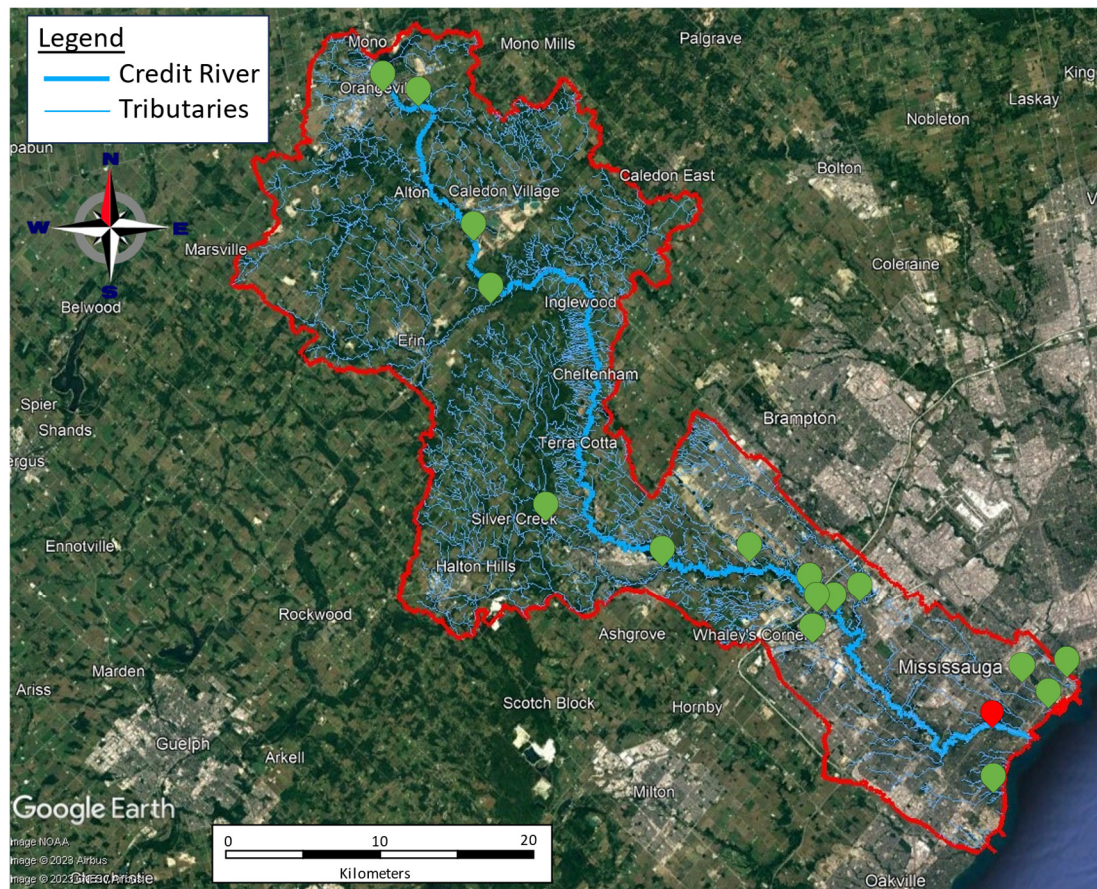 Legend
Credit River
Tributaries
Mono
Mono Mills
Palgrave
King
Laskay
Orangevil
Nobleton
pabun
N
Bolton
Caledon East
Alton
Caledon Village
V
W
E
Marsville
Coleraine
S
Belwood
Inglewood
Erin
Cheltenham
Spier
Brampton
Shands
Terra Cotta
ergus
Silver Creek
Ennotville
Halton Hills
Rockwood
Ashgrove
Whaley's Corner
Marden
Mississauga
Ariss
Scotch Block
Hornby
Guelph
Arkell
Milton
Google Earth
0
10
20
Kilometers
Image NOAA
Image © 2023 Airbus
Oakville